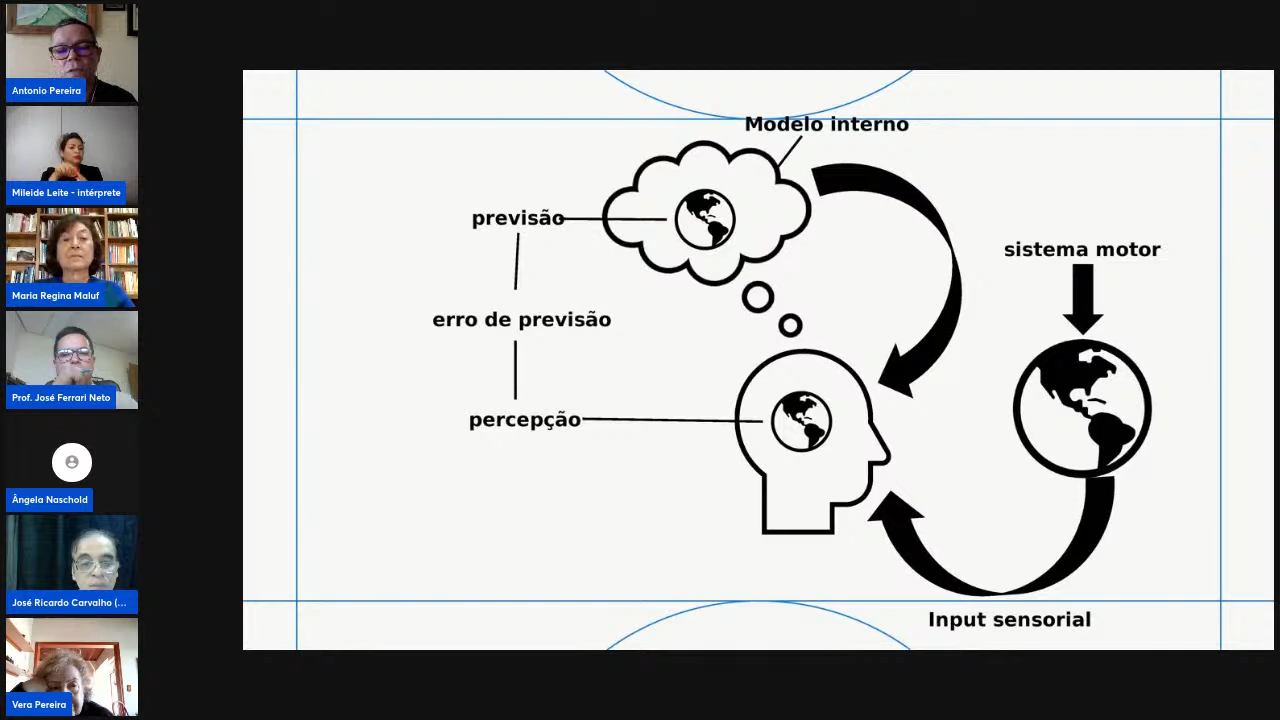 Antonio Pereira
Mileide Leite - intérprete
Maria Regina Maluf
Prof. José Ferrari Neto
Ângela Naschold
José Ricardo Carvalho (...
Vera Pereira
Modelo interno
previsão
sistema motor
erro de previsão
percepção
Input sensorial